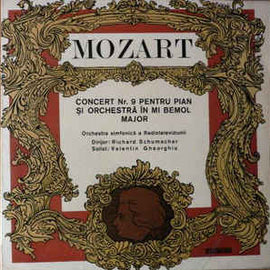 MOZART
CONCERT Nr. 9 PENTRU PIAN
ȘI ORCHESTRĂ ÎN MI BEMOL
MAJOR
Orchestra simfonică a Radioteleviziunii
Dirijor: Richard Schumacher
Solist: Valentin Gheorghiu